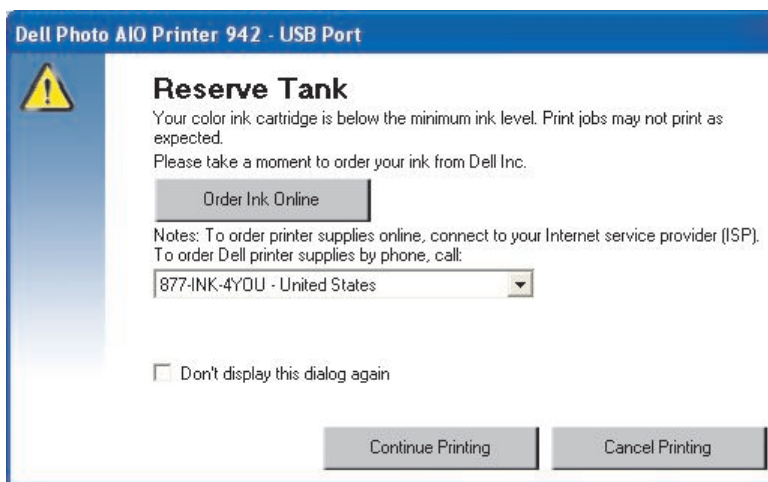 Dell Photo AIO Printer 942 - USB Port
Reserve Tank
Your color ink cartridge is below the minimum ink level. Print jobs may not print as
expected.
Please take a moment to order your ink from Dell Inc.
Order Ink Online
Notes: To order printer supplies online, connect to your Internet service provider (ISP).
To order Dell printer supplies by phone, call:
877-INK-4YOU - United States
Don't display this dialog again
Continue Printing
Cancel Printing